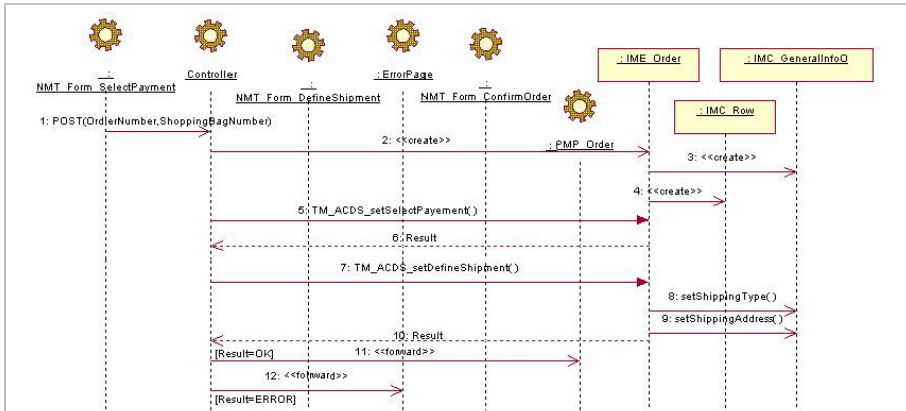 :
NMT_Form_SelectPayment
Controller
:
NMT_Form_DefineShipment
:ErrorPage
:
NMT_Form_ConfirmOrder
: PMP_Order
: IME_Order
: IMC_GeneralInfoO
: IMC_Row
1: POST(OrderNumber,ShoppingBagNumber)
2: <<create>>
3: <<create>>
4: <<create>>
5: TM_ACDS_setSelectPayement( )
6: Result
7: TM_ACDS_setDefineShipment( )
8: setShippingType( )
9: setShippingAddress( )
10: Result
[Result=OK]
11: <<forward>>
12: <<forward>>
[Result=ERROR]